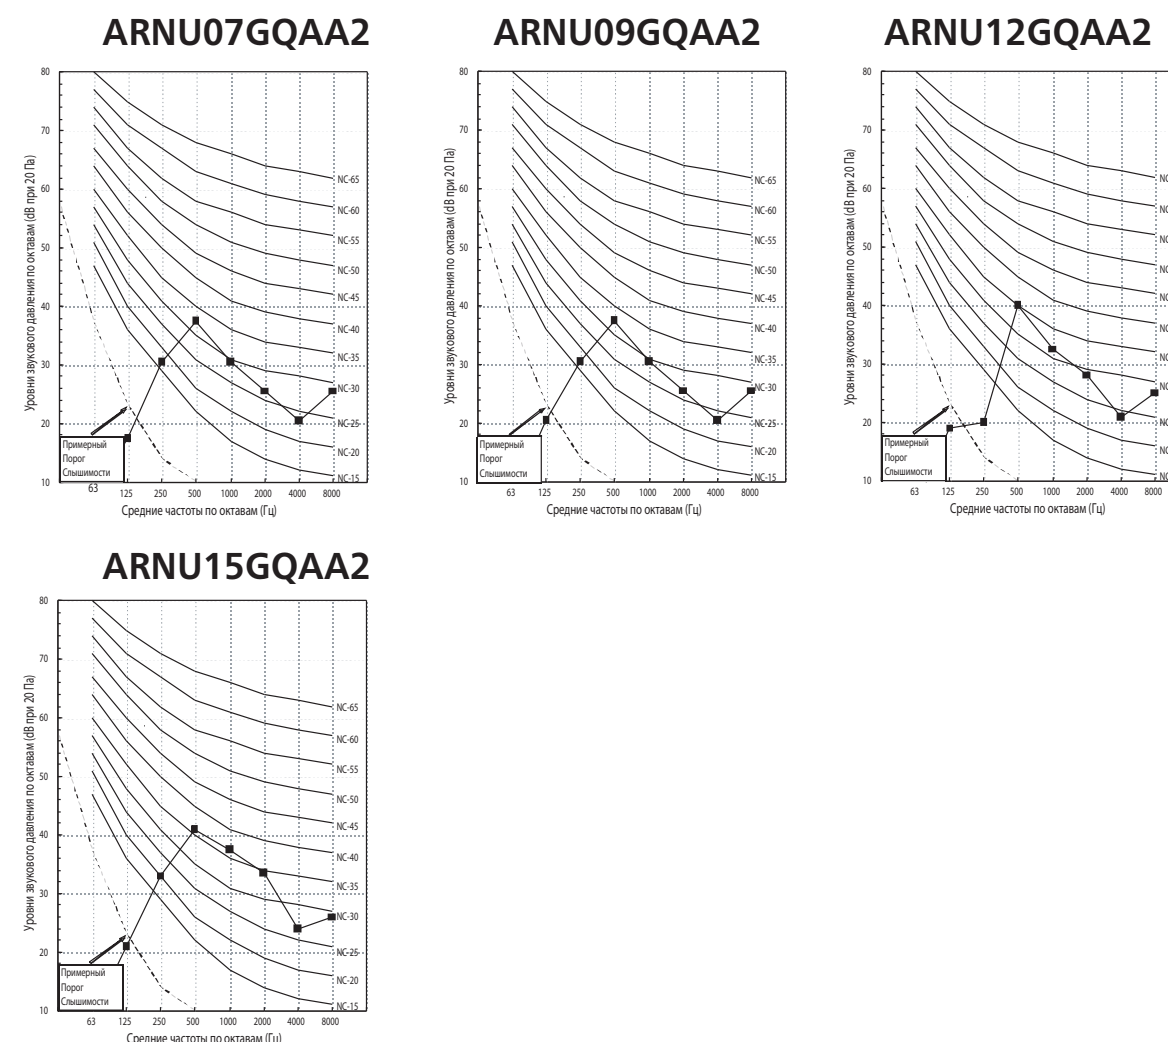 ARNU07GQAA2
80
70
60
50
40
30
20
10
Уровни звукового давления по октавам (dB при 20 Па)
NC-65
NC-60
NC-55
NC-50
NC-45
NC-40
NC-35
NC-30
NC-25
NC-20
NC-15
Примерный
Порог
Слышимости
63 125 250 500 1000 2000 4000 8000
Средние частоты по октавам (Гц)
ARNU09GQAA2
80
70
60
50
40
30
20
10
Уровни звукового давления по октавам (dB при 20 Па)
NC-65
NC-60
NC-55
NC-50
NC-45
NC-40
NC-35
NC-30
NC-25
NC-20
NC-15
Примерный
Порог
Слышимости
63 125 250 500 1000 2000 4000 8000
Средние частоты по октавам (Гц)
ARNU12GQAA2
80
70
60
50
40
30
20
10
Уровни звукового давления по октавам (dB при 20 Па)
Примерный
Порог
Слышимости
63 125 250 500 1000 2000 4000 8000
Средние частоты по октавам (Гц)
ARNU15GQAA2
80
70
60
50
40
30
20
10
Уровни звукового давления по октавам (dB при 20 Па)
NC-65
NC-60
NC-55
NC-50
NC-45
NC-40
NC-35
NC-30
NC-25
NC-20
NC-15
Примерный
Порог
Слышимости
63 125 250 500 1000 2000 4000 8000
Средние частоты по октавам (Гц)